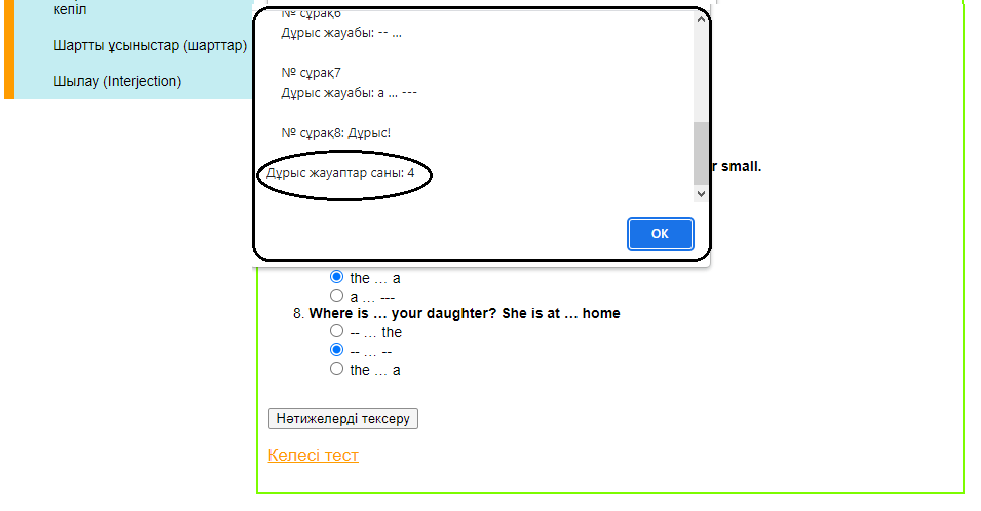 кепіл
Шартты ұсыныстар (шарттар)
Шылау (Interjection)
№ сұрақ6
Дұрыс жауабы: -- ...
№ сұрақ7
Дұрыс жауабы: a ... ---
№ сұрақ8: Дұрыс!
Дұрыс жауаптар саны: 4
ОК
r small.
the ... a
a ... ---
8. Where is ... your daughter? She is at ... home
-- ... the
-- ... --
the ... a
Нәтижелерді тексеру
Келесі тест